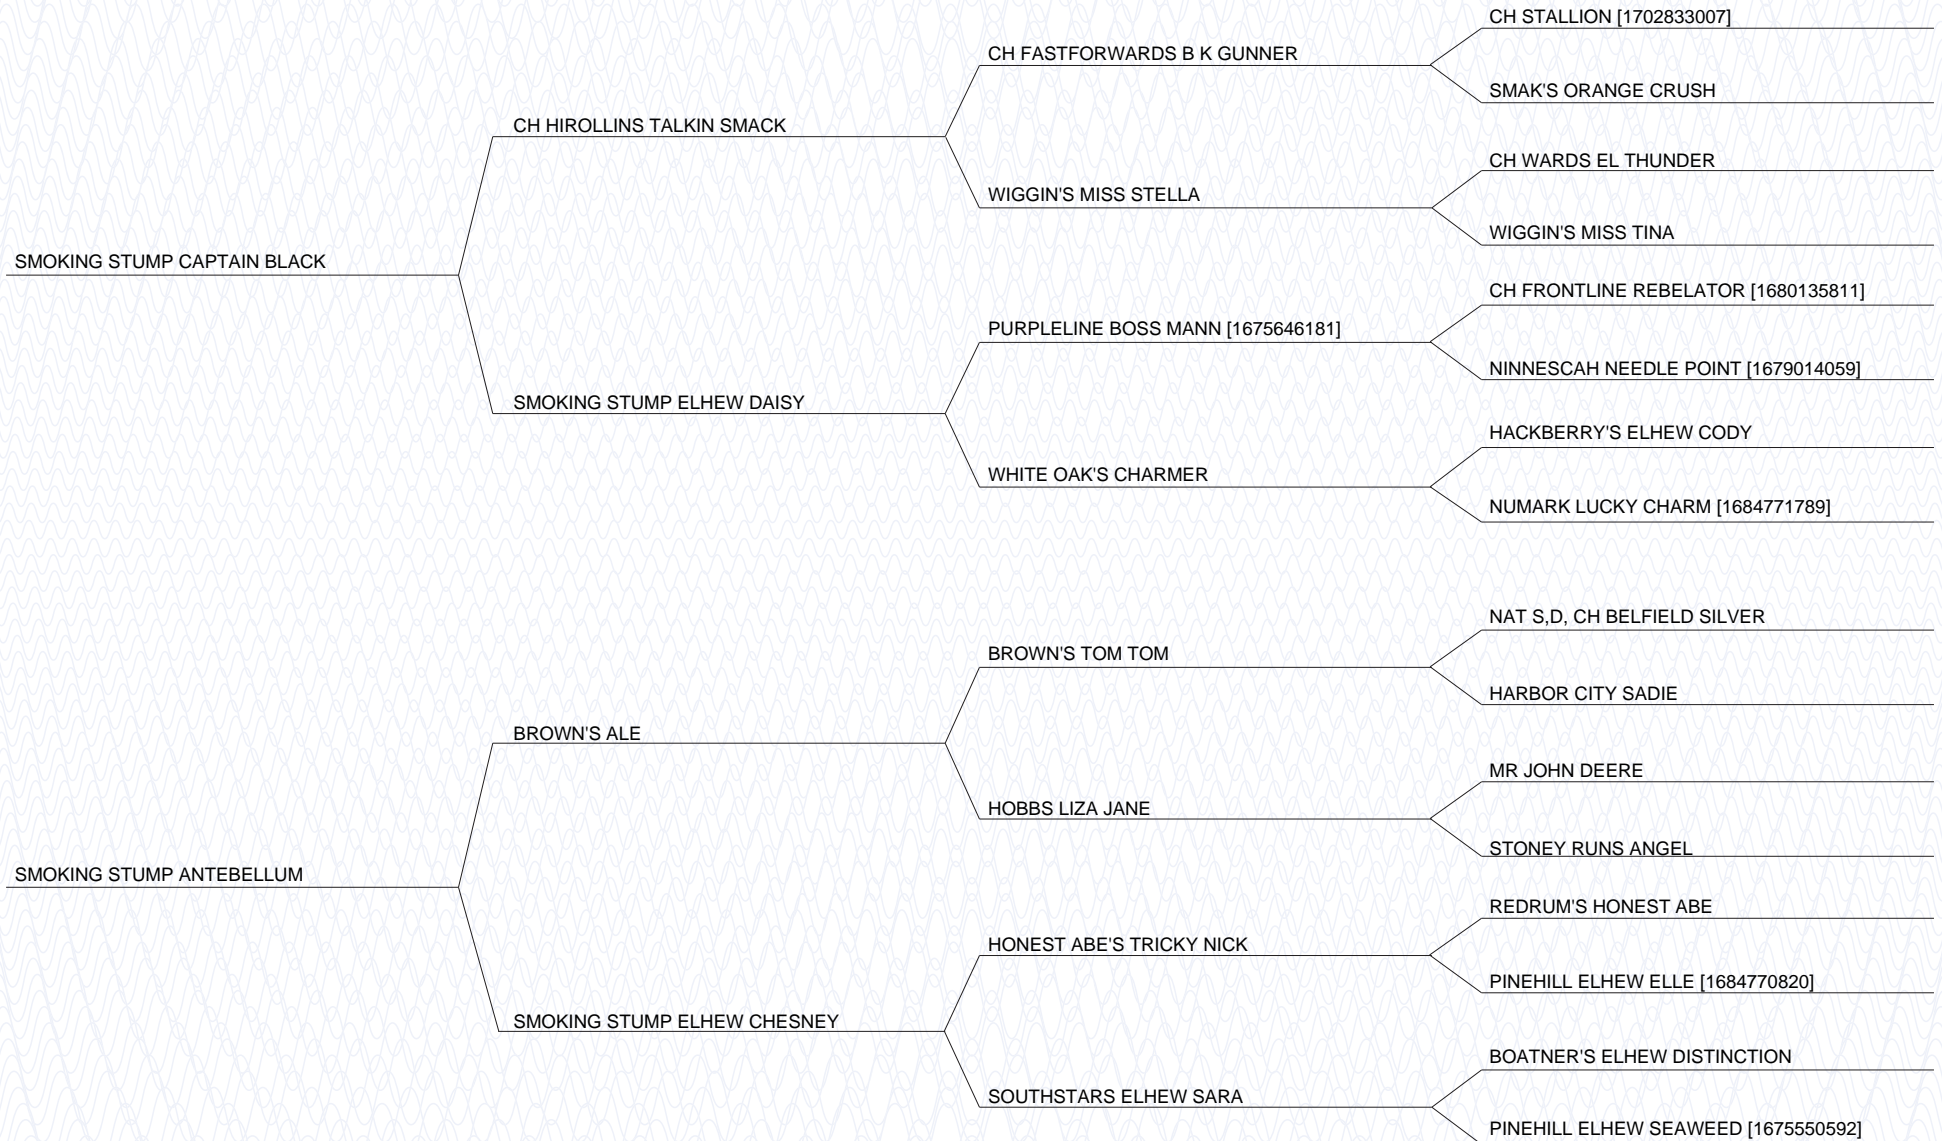 CH STALLION [1702833007]
CH FASTFORWARDS B K GUNNER
SMAK'S ORANGE CRUSH
CH HIROLLINS TALKIN SMACK
CH WARDS EL THUNDER
WIGGIN'S MISS STELLA
WIGGIN'S MISS TINA
SMOKING STUMP CAPTAIN BLACK
CH FRONTLINE REBELATOR [1680135811]
PURPLELINE BOSS MANN [1675646181]
NINNESCAH NEEDLE POINT [1679014059]
SMOKING STUMP ELHEW DAISY
HACKBERRY'S ELHEW CODY
WHITE OAK'S CHARMER
NUMARK LUCKY CHARM [1684771789]
NAT S,D, CH BELFIELD SILVER
BROWN'S TOM TOM
HARBOR CITY SADIE
BROWN'S ALE
MR JOHN DEERE
HOBBS LIZA JANE
STONEY RUNS ANGEL
SMOKING STUMP ANTEBELLUM
REDRUM'S HONEST ABE
HONEST ABE'S TRICKY NICK
PINEHILL ELHEW ELLE [1684770820]
SMOKING STUMP ELHEW CHESNEY
BOATNER'S ELHEW DISTINCTION
SOUTHSTARS ELHEW SARA
PINEHILL ELHEW SEAWEED [1675550592]